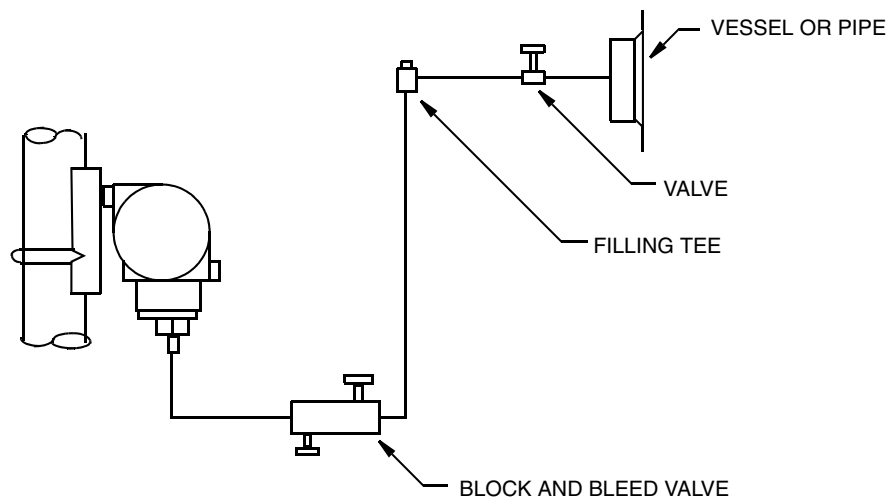 VESSEL OR PIPE
VALVE
FILLING TEE
BLOCK AND BLEED VALVE